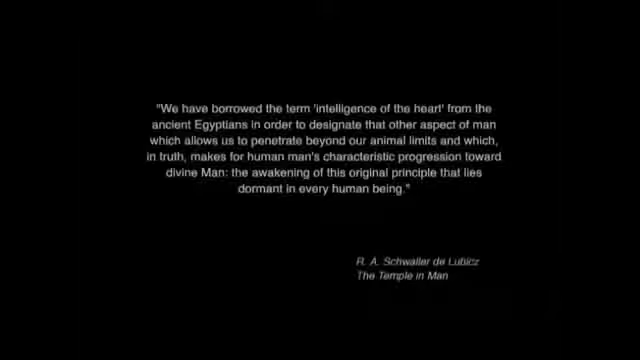 "We have borrowed the term 'intelligence of the heart' from the
ancient Egyptians in order to designate that other aspect of man
which allows us to penetrate beyond our animal limits and which,
in truth, makes for human man's characteristic progression toward
divine Man: the awakening of this original principle that lies
dormant in every human being."
R. A. Schwaller de Lubicz
The Temple in Man